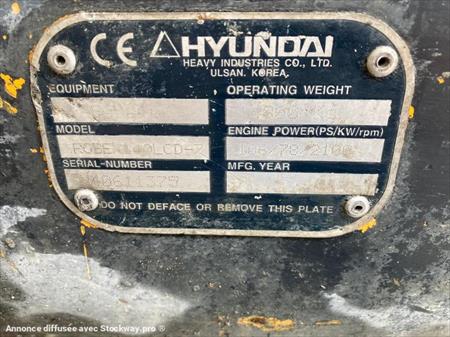 CE HYUNDAI
HEAVY INDUSTRIES CO., LTD.
ULSAN, KOREA.
EQUIPMENT OPERATING WEIGHT
MODEL ENGINE POWER(PS/KW/rpm)
SERIAL-NUMBER MFG. YEAR
DO NOT DEFACE OR REMOVE THIS PLATE
Annonce diffusée avec Stockway.pro ®